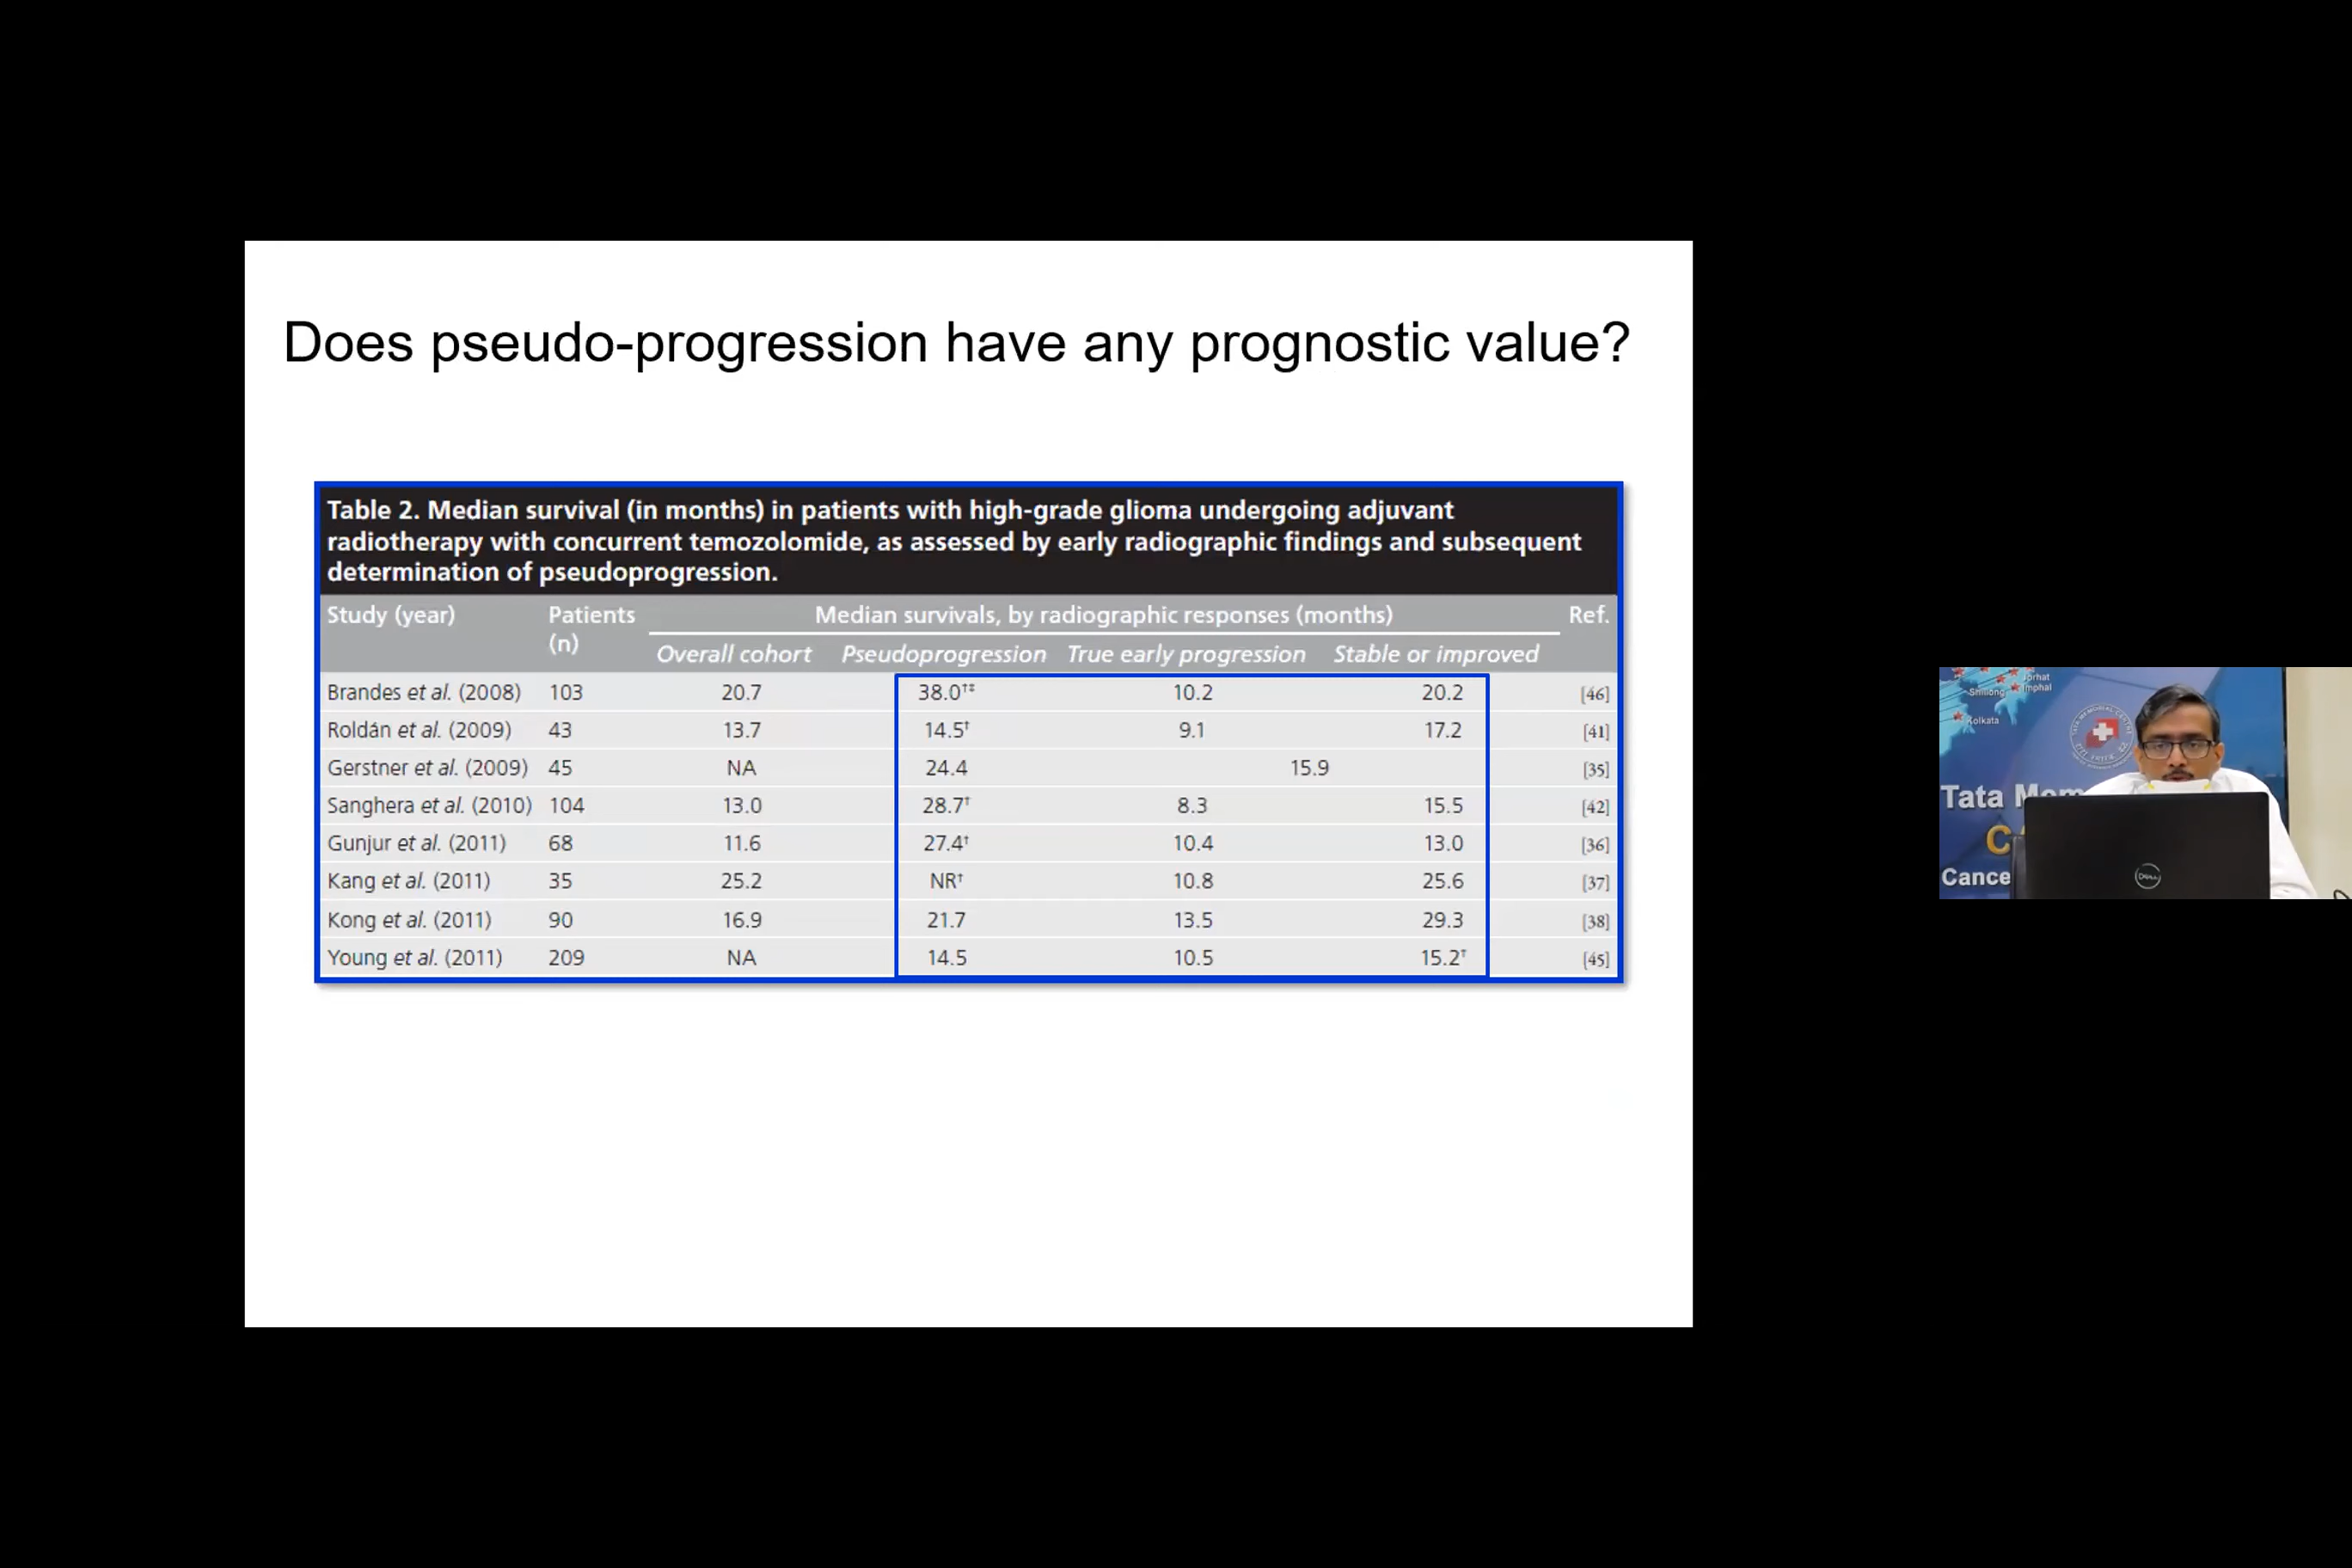 Does pseudo-progression have any prognostic value?
Table 2. Median survival (in months) in patients with high-grade glioma undergoing adjuvant
radiotherapy with concurrent temozolomide, as assessed by early radiographic findings and subsequent
determination of pseudoprogression.
Study (year) Patients (n) Median survivals, by radiographic responses (months) Ref.
Overall cohort Pseudoprogression True early progression Stable or improved
Brandes et al. (2008) 103 20.7 38.0†‡ 10.2 20.2 [46]
Roldán et al. (2009) 43 13.7 14.5† 9.1 17.2 [41]
Gerstner et al. (2009) 45 NA 24.4 15.9 [35]
Sanghera et al. (2010) 104 13.0 28.7† 8.3 15.5 [42]
Gunjur et al. (2011) 68 11.6 27.4† 10.4 13.0 [36]
Kang et al. (2011) 35 25.2 NR† 10.8 25.6 [37]
Kong et al. (2011) 90 16.9 21.7 13.5 29.3 [38]
Young et al. (2011) 209 NA 14.5 10.5 15.2† [45]
Jorhat
Shillong Imphal
Kolkata
Tata
Cance
DELL